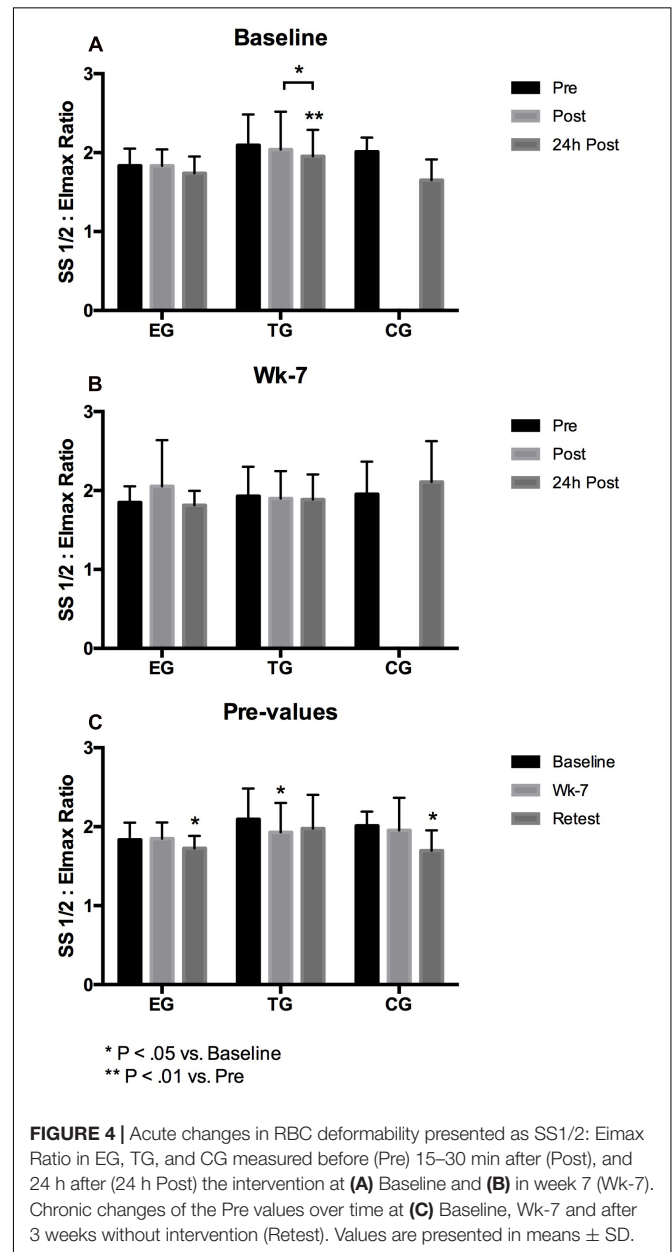 A
Baseline
SS 1/2 : EImax Ratio
3
2
1
0
*
**
EG
TG
CG
Pre
Post
24h Post
B
Wk-7
SS 1/2 : EImax Ratio
3
2
1
0
EG
TG
CG
Pre
Post
24h Post
C
Pre-values
SS 1/2 : EImax Ratio
3
2
1
0
*
*
*
EG
TG
CG
Baseline
Wk-7
Retest
* P < .05 vs. Baseline
** P < .01 vs. Pre
FIGURE 4 | Acute changes in RBC deformability presented as SS1/2: Eimax
Ratio in EG, TG, and CG measured before (Pre) 15–30 min after (Post), and
24 h after (24 h Post) the intervention at (A) Baseline and (B) in week 7 (Wk-7).
Chronic changes of the Pre values over time at (C) Baseline, Wk-7 and after
3 weeks without intervention (Retest). Values are presented in means ± SD.